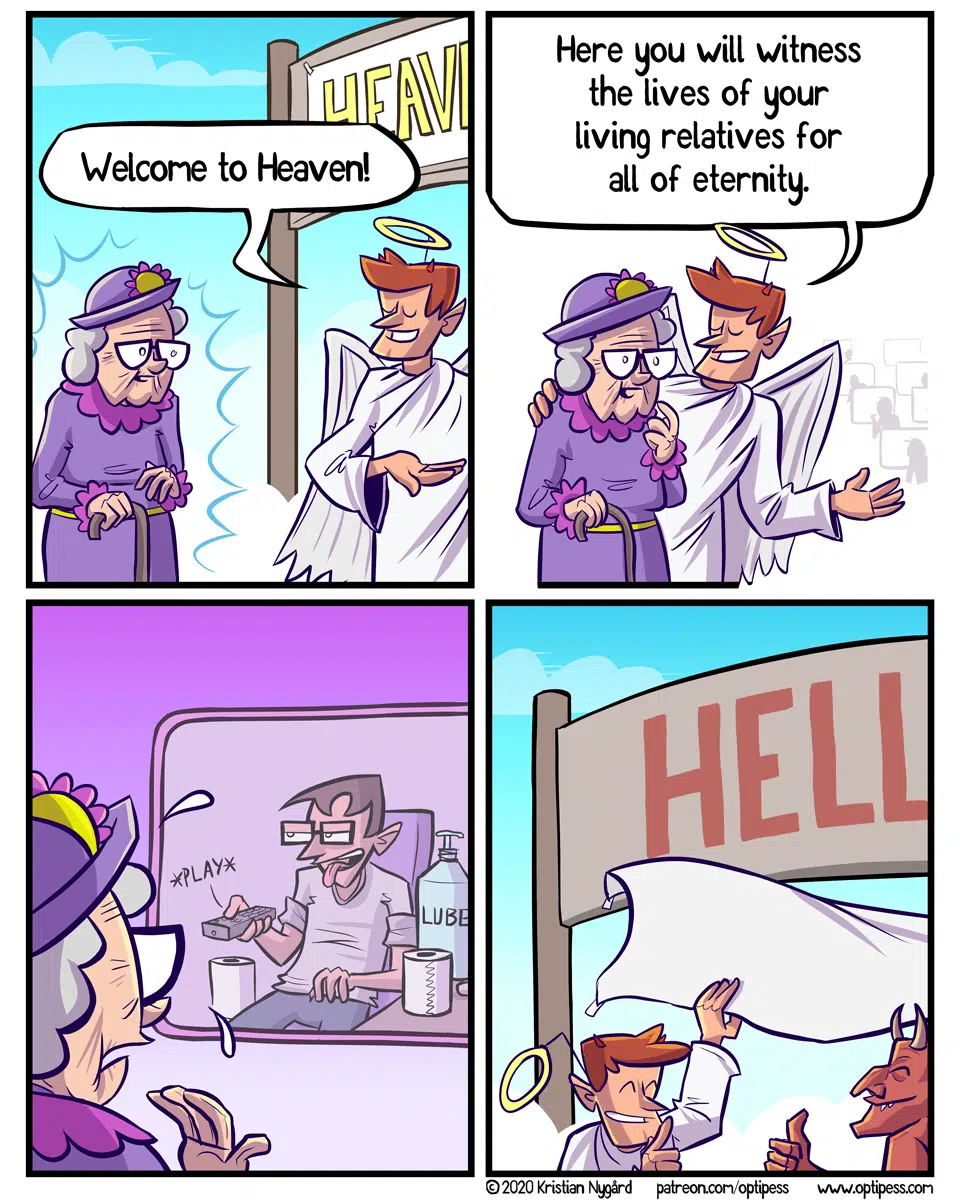 HEAV
Welcome to Heaven!
Here you will witness
the lives of your
living relatives for
all of eternity.
*PLAY*
LUBE
HELL
© 2020 Kristian Nygård patreon.com/optipess www.optipess.com